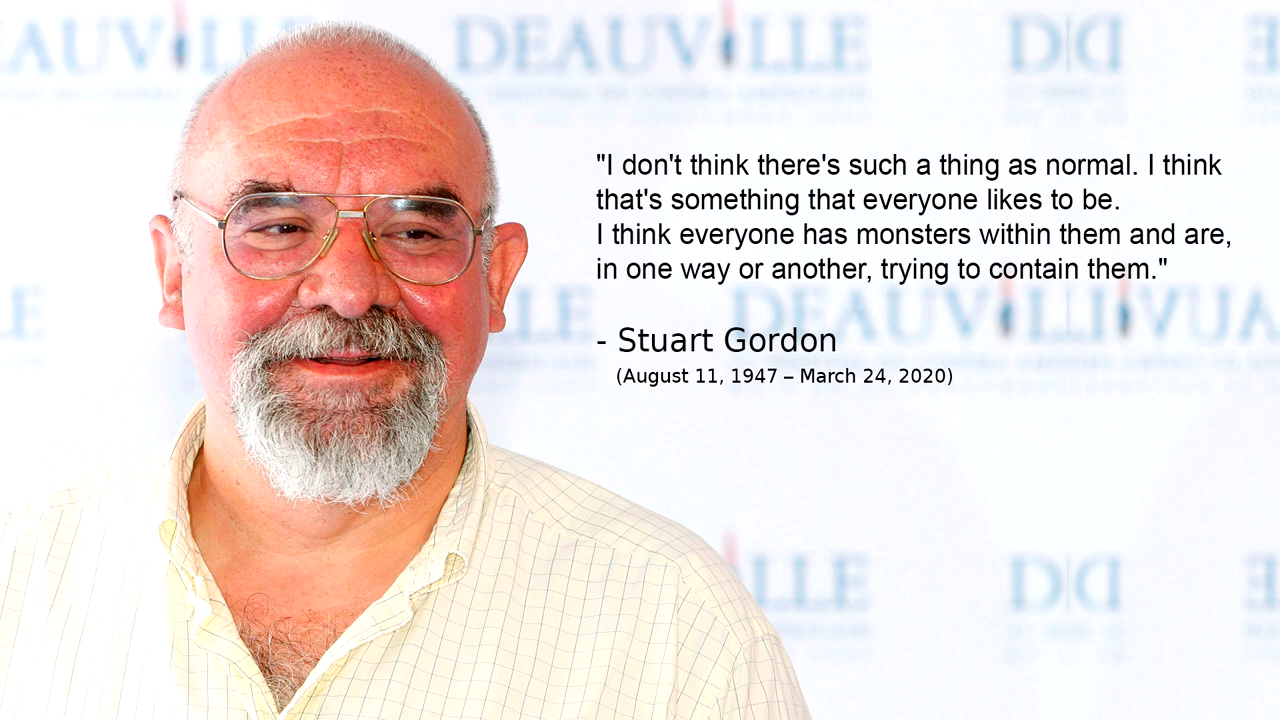 DEAUVILLE
"I don't think there's such a thing as normal. I think
that's something that everyone likes to be.
I think everyone has monsters within them and are,
in one way or another, trying to contain them."
DEAUVILLE
- Stuart Gordon
(August 11, 1947 – March 24, 2020)